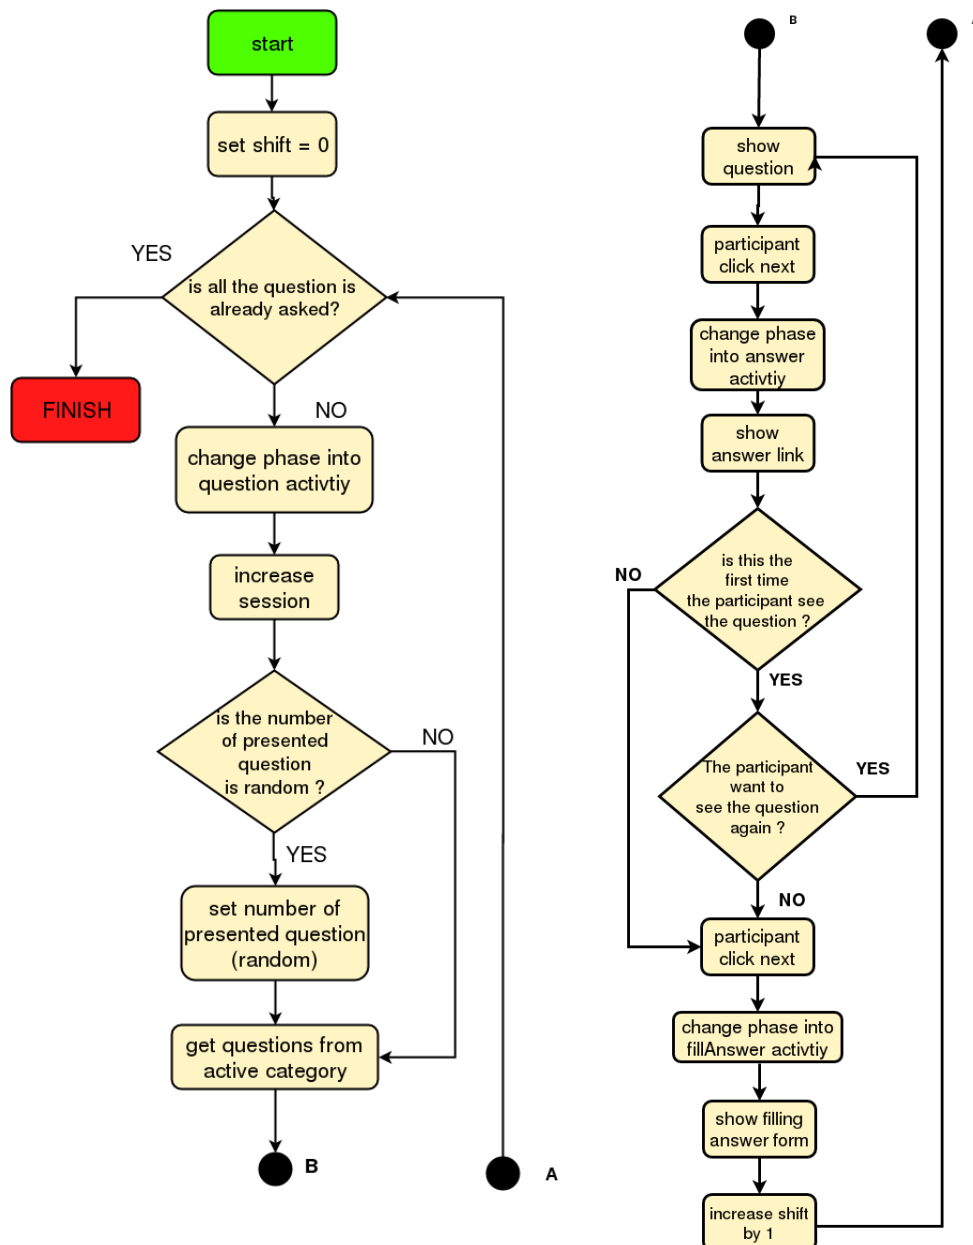 start
set shift = 0
YES
is all the question is
already asked?
FINISH
NO
change phase into
question activtiy
increase
session
is the number
of presented
question
is random ?
NO
YES
set number of
presented question
(random)
get questions from
active category
B
A
B
show
question
participant
click next
change phase
into answer
activtiy
show
answer link
is this the
first time
the participant see
the question ?
NO
YES
The participant
want to
see the question
again ?
YES
NO
participant
click next
change phase into
fillAnswer activtiy
show filling
answer form
increase shift
by 1